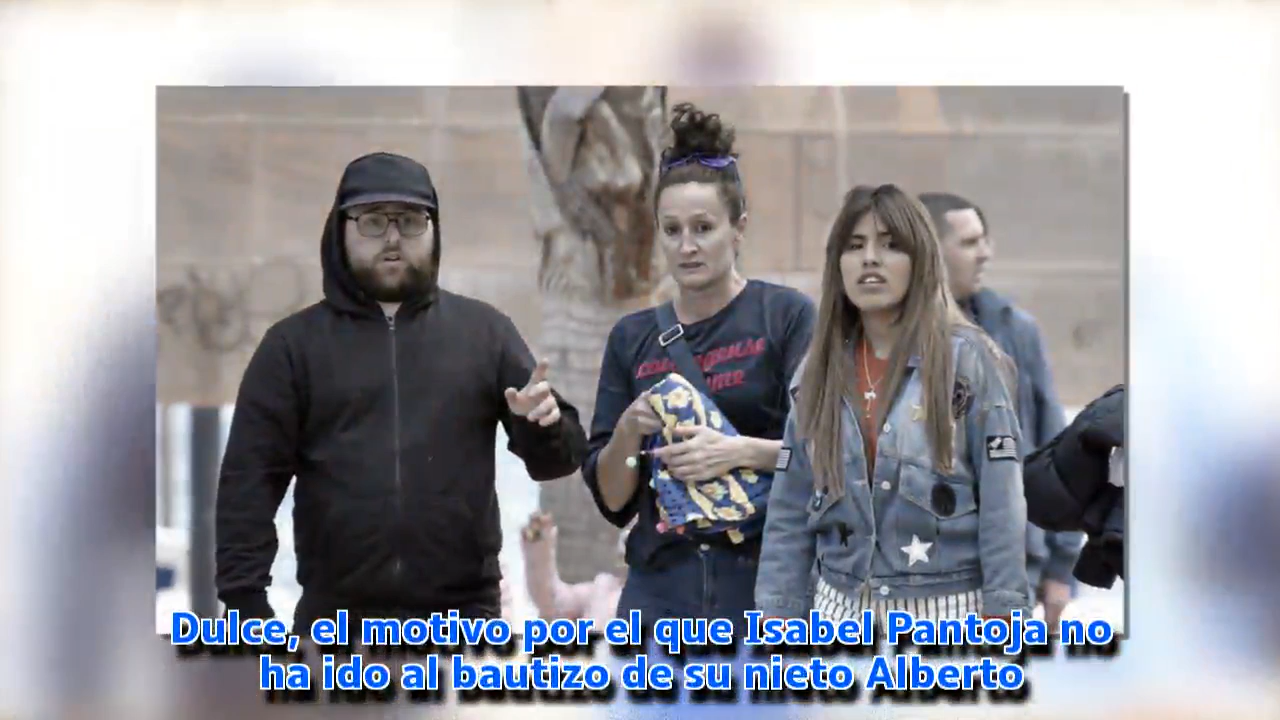 Dulce, el motivo por el que Isabel Pantoja no
ha ido al bautizo de su nieto Alberto